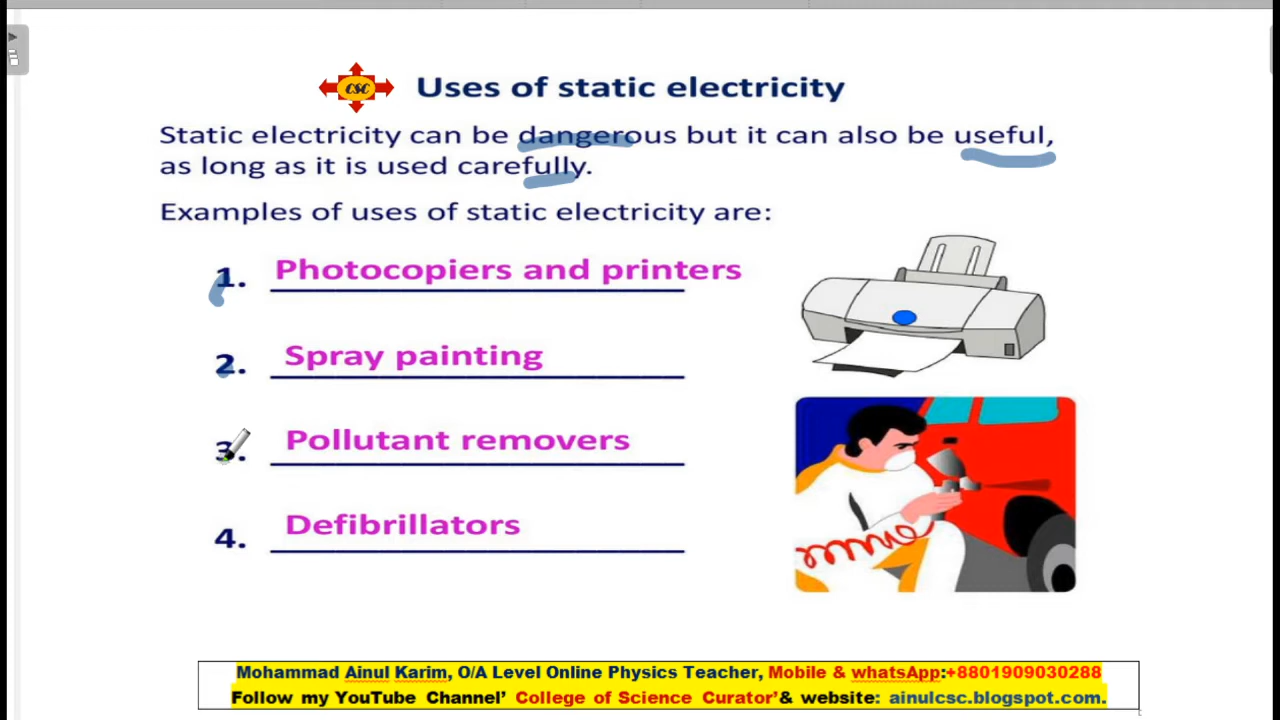 CSC
Uses of static electricity
Static electricity can be dangerous but it can also be useful,
as long as it is used carefully.
Examples of uses of static electricity are:
1. Photocopiers and printers
2. Spray painting
3. Pollutant removers
4. Defibrillators
Mohammad Ainul Karim, O/A Level Online Physics Teacher, Mobile & whatsApp:+8801909030288
Follow my YouTube Channel’ College of Science Curator’& website: ainulcsc.blogspot.com.